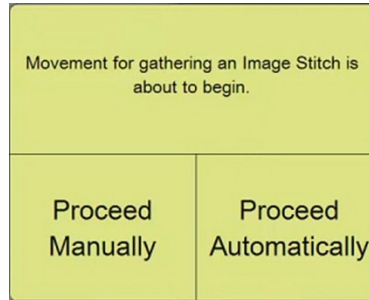 Movement for gathering an Image Stitch is
about to begin.
Proceed
Manually
Proceed
Automatically